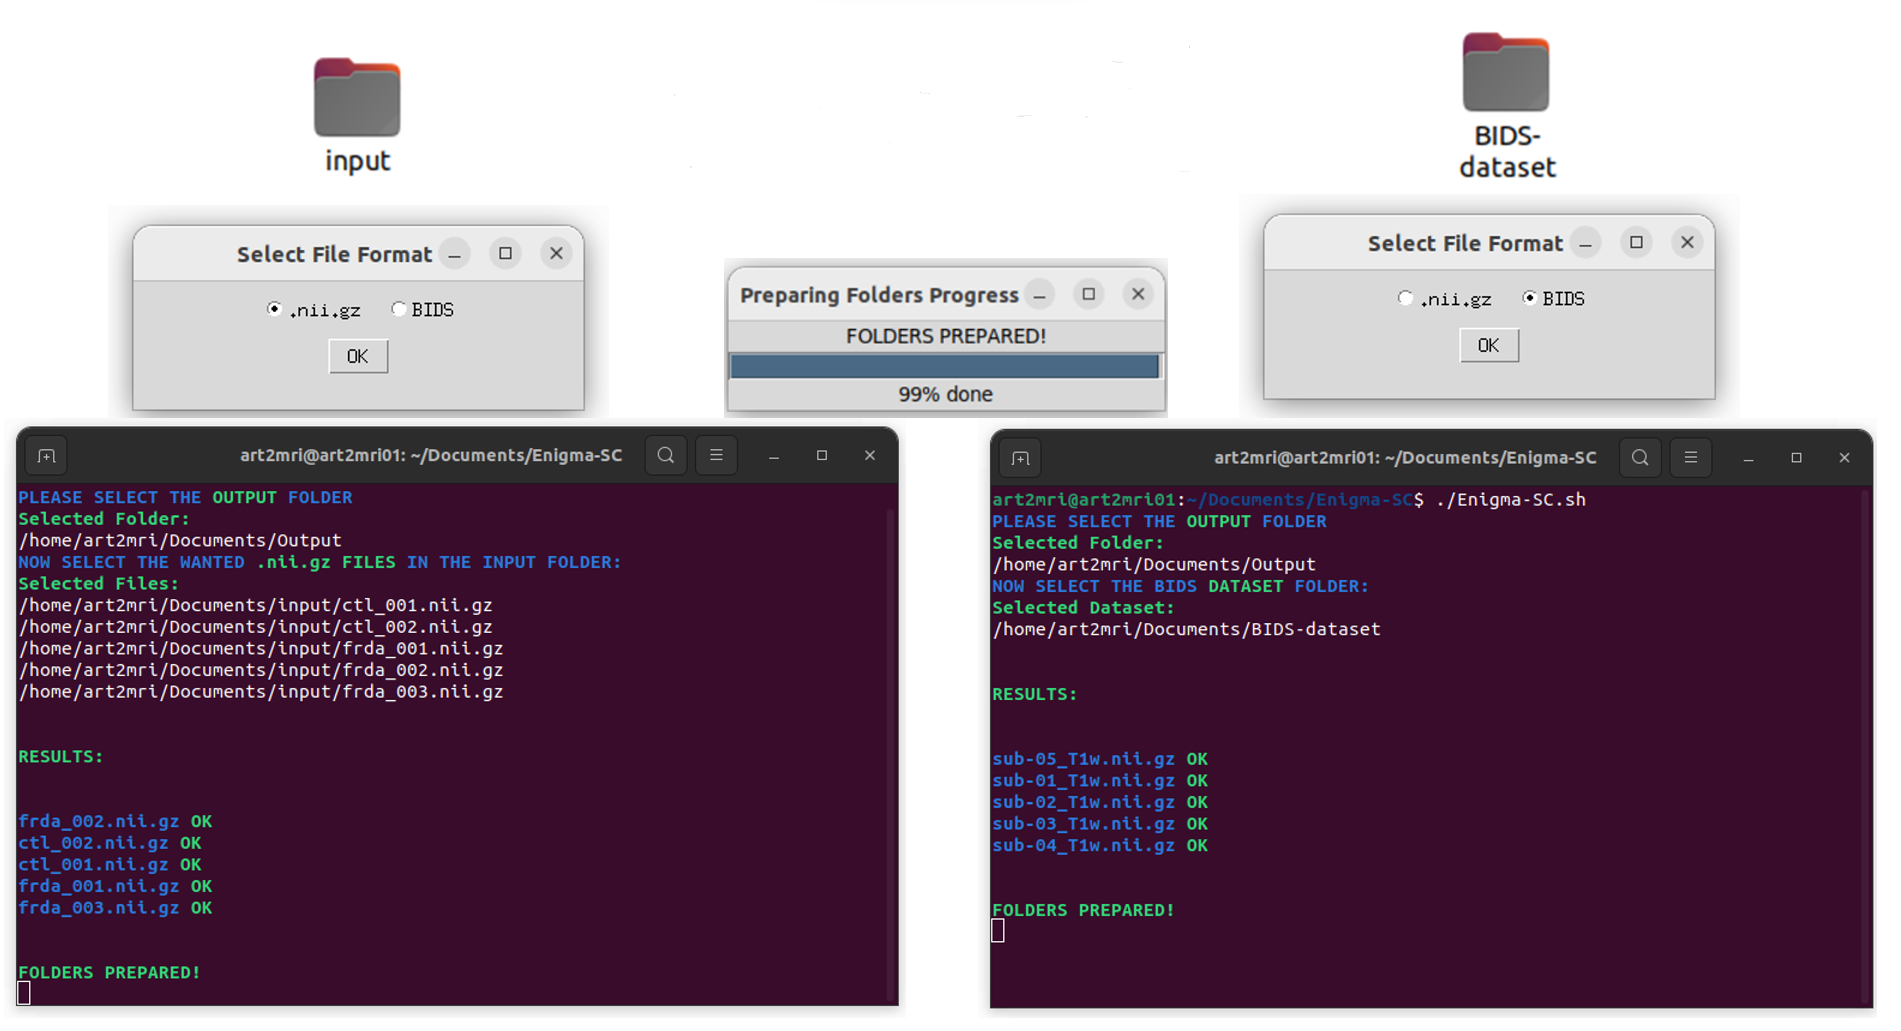 input
BIDS-
dataset
Select File Format
.nii.gz BIDS
OK
Preparing Folders Progress
FOLDERS PREPARED!
99% done
Select File Format
.nii.gz BIDS
OK
art2mri@art2mri01: ~/Documents/Enigma-SC
PLEASE SELECT THE OUTPUT FOLDER
Selected Folder:
/home/art2mri/Documents/Output
NOW SELECT THE WANTED .nii.gz FILES IN THE INPUT FOLDER:
Selected Files:
/home/art2mri/Documents/input/ctl_001.nii.gz
/home/art2mri/Documents/input/ctl_002.nii.gz
/home/art2mri/Documents/input/frda_001.nii.gz
/home/art2mri/Documents/input/frda_002.nii.gz
/home/art2mri/Documents/input/frda_003.nii.gz
RESULTS:
frda_002.nii.gz OK
ctl_002.nii.gz OK
ctl_001.nii.gz OK
frda_001.nii.gz OK
frda_003.nii.gz OK
FOLDERS PREPARED!
art2mri@art2mri01: ~/Documents/Enigma-SC
art2mri@art2mri01:~/Documents/Enigma-SC$ ./Enigma-SC.sh
PLEASE SELECT THE OUTPUT FOLDER
Selected Folder:
/home/art2mri/Documents/Output
NOW SELECT THE BIDS DATASET FOLDER:
Selected Dataset:
/home/art2mri/Documents/BIDS-dataset
RESULTS:
sub-05_T1w.nii.gz OK
sub-01_T1w.nii.gz OK
sub-02_T1w.nii.gz OK
sub-03_T1w.nii.gz OK
sub-04_T1w.nii.gz OK
FOLDERS PREPARED!